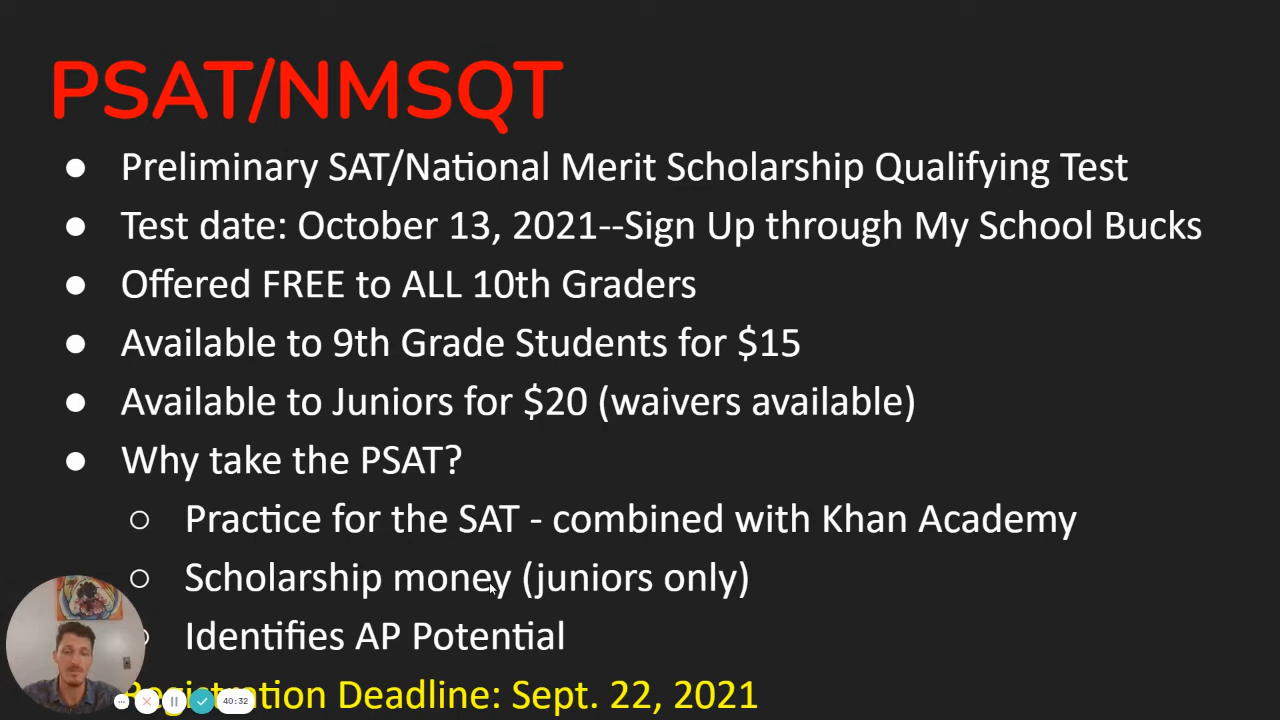 PSAT/NMSQT
● Preliminary SAT/National Merit Scholarship Qualifying Test
● Test date: October 13, 2021--Sign Up through My School Bucks
● Offered FREE to ALL 10th Graders
● Available to 9th Grade Students for $15
● Available to Juniors for $20 (waivers available)
● Why take the PSAT?
○ Practice for the SAT - combined with Khan Academy
○ Scholarship money (juniors only)
○ Identifies AP Potential
Registration Deadline: Sept. 22, 2021
40:32